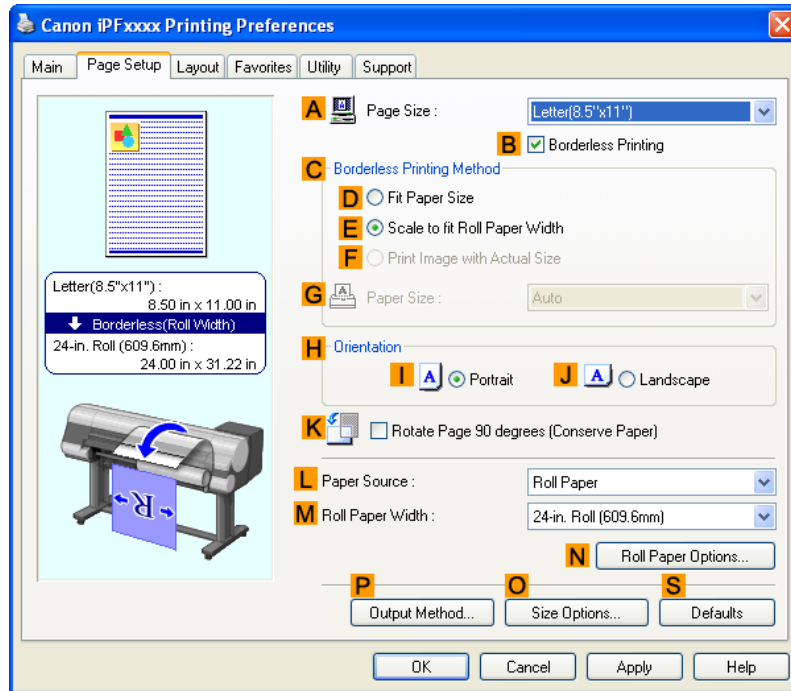 Canon iPFxxxx Printing Preferences
Main Page Setup Layout Favorites Utility Support
A Page Size : Letter(8.5"x11")
B Borderless Printing
C Borderless Printing Method
D Fit Paper Size
E Scale to fit Roll Paper Width
F Print Image with Actual Size
G Paper Size : Auto
Letter(8.5"x11") :
8.50 in x 11.00 in
Borderless(Roll Width)
24-in. Roll (609.6mm) :
24.00 in x 31.22 in
R
H Orientation
I A Portrait J A Landscape
K Rotate Page 90 degrees (Conserve Paper)
L Paper Source : Roll Paper
M Roll Paper Width : 24-in. Roll (609.6mm)
N Roll Paper Options...
P O S
Output Method... Size Options... Defaults
OK Cancel Apply Help